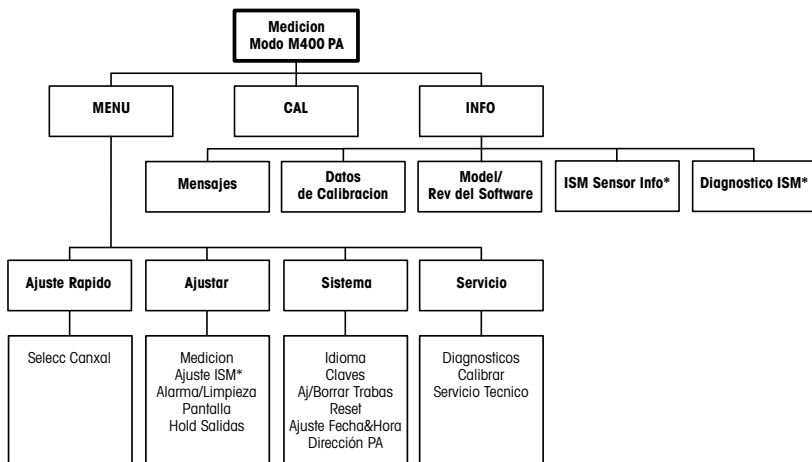 Medicion
Modo M400 PA
MENU
CAL
INFO
Mensajes
Datos
de Calibracion
Model/
Rev del Software
ISM Sensor Info*
Diagnostico ISM*
Ajuste Rapido
Ajustar
Sistema
Servicio
Selecc Canxal
Medicion
Ajuste ISM*
Alarma/Limpieza
Pantalla
Hold Salidas
Idioma
Claves
Aj/Borrar Trabas
Reset
Ajuste Fecha&Hora
Dirección PA
Diagnosticos
Calibrar
Servicio Tecnico